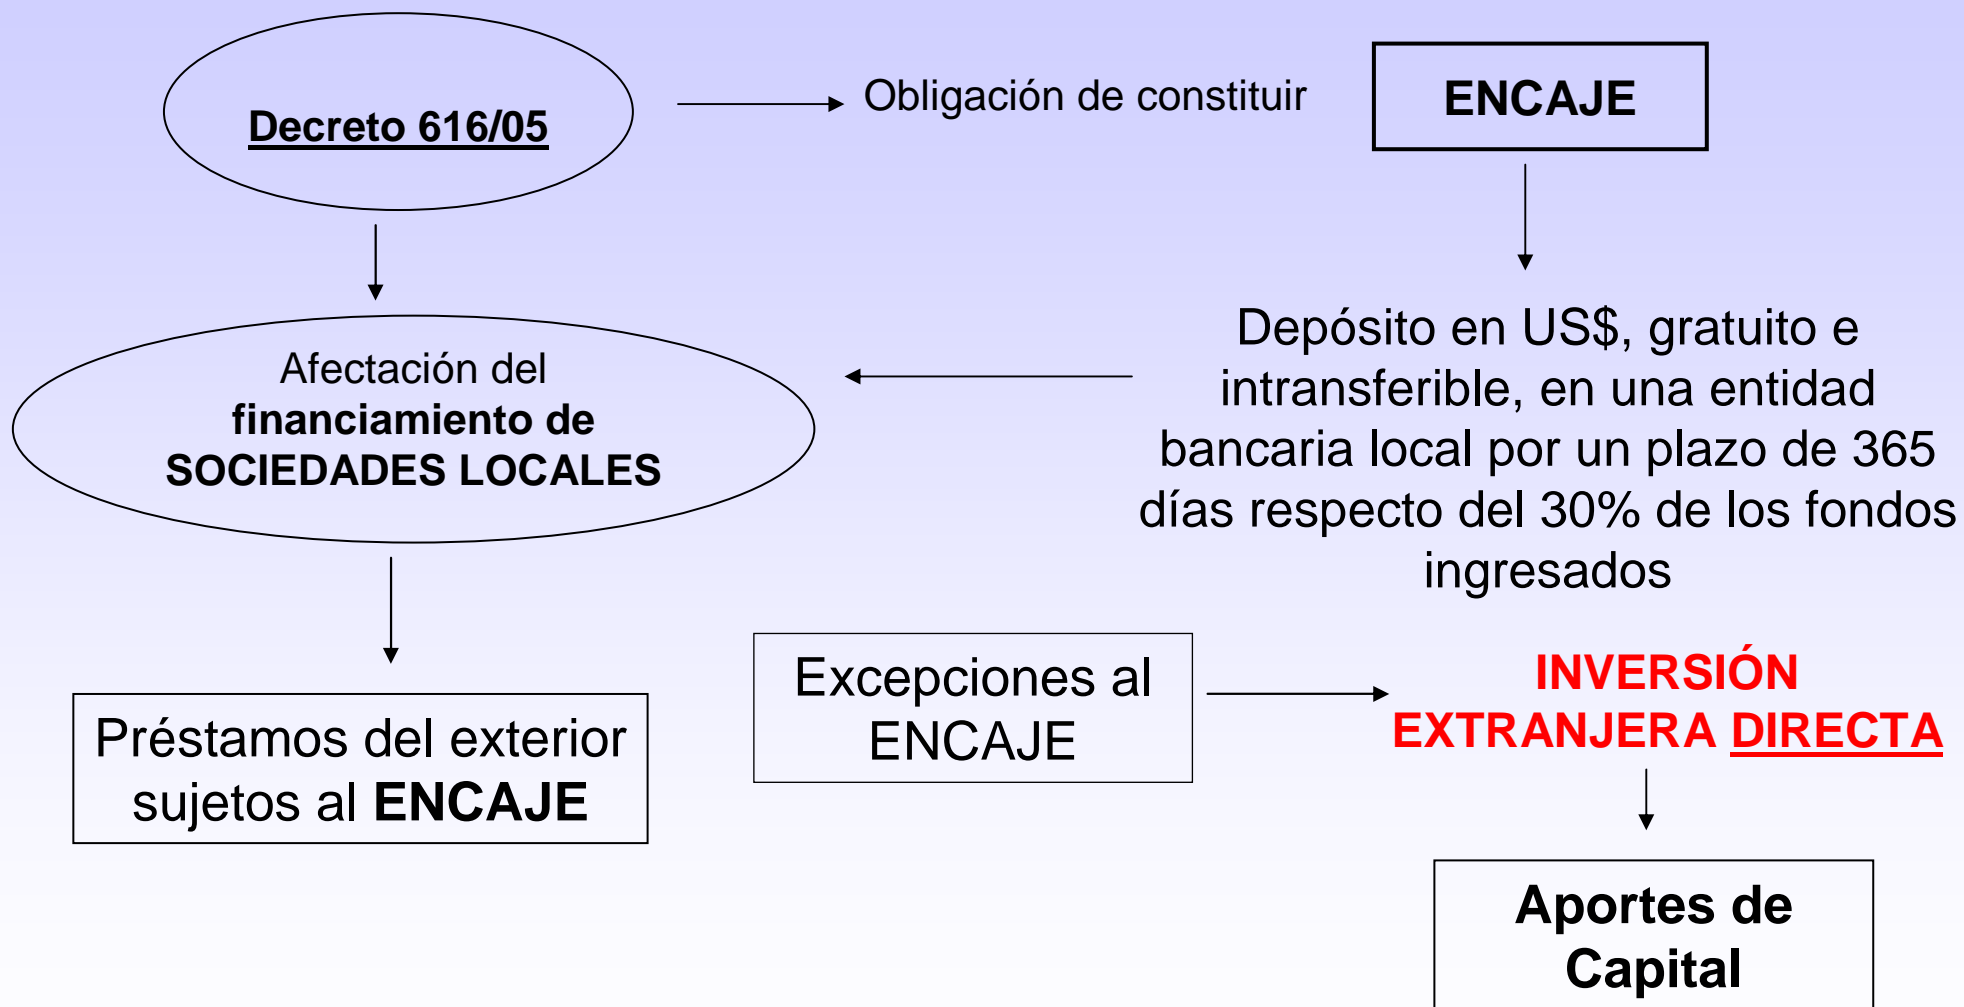 Decreto 616/05
Obligación de constituir
ENCAJE
Afectación del
financiamiento de
SOCIEDADES LOCALES
Depósito en US$, gratuito e
intransferible, en una entidad
bancaria local por un plazo de 365
días respecto del 30% de los fondos
ingresados
Préstamos del exterior
sujetos al ENCAJE
Excepciones al
ENCAJE
INVERSIÓN
EXTRANJERA DIRECTA
Aportes de
Capital